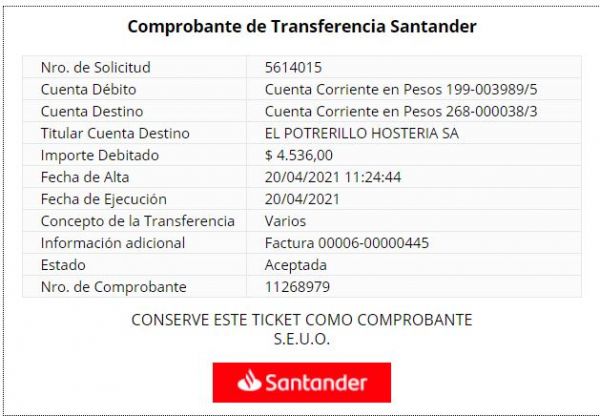 Comprobante de Transferencia Santander
Nro. de Solicitud 5614015
Cuenta Débito Cuenta Corriente en Pesos 199-003989/5
Cuenta Destino Cuenta Corriente en Pesos 268-000038/3
Titular Cuenta Destino EL POTRERILLO HOSTERIA SA
Importe Debitado $ 4.536,00
Fecha de Alta 20/04/2021 11:24:44
Fecha de Ejecución 20/04/2021
Concepto de la Transferencia Varios
Información adicional Factura 00006-00000445
Estado Aceptada
Nro. de Comprobante 11268979
CONSERVE ESTE TICKET COMO COMPROBANTE
S.E.U.O.
Santander